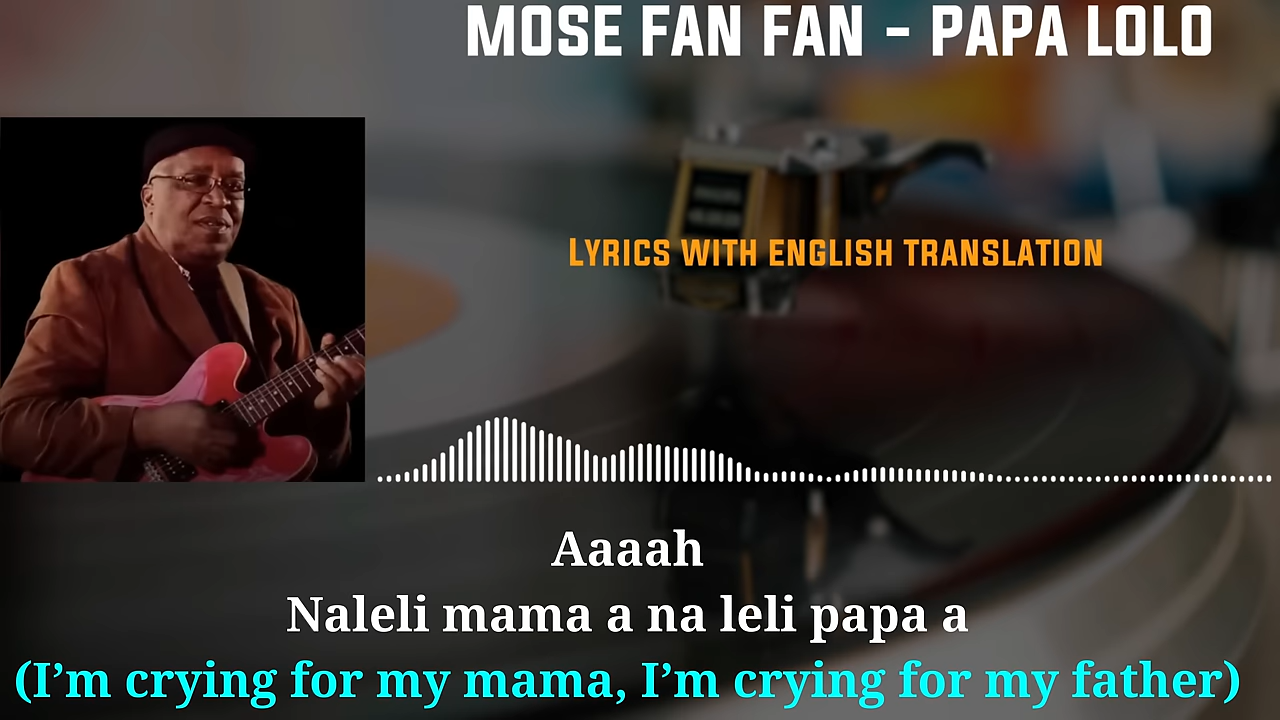 MOSE FAN FAN - PAPA LOLO
LYRICS WITH ENGLISH TRANSLATION
Aaaah
Naleli mama a na leli papa a
(I’m crying for my mama, I’m crying for my father)